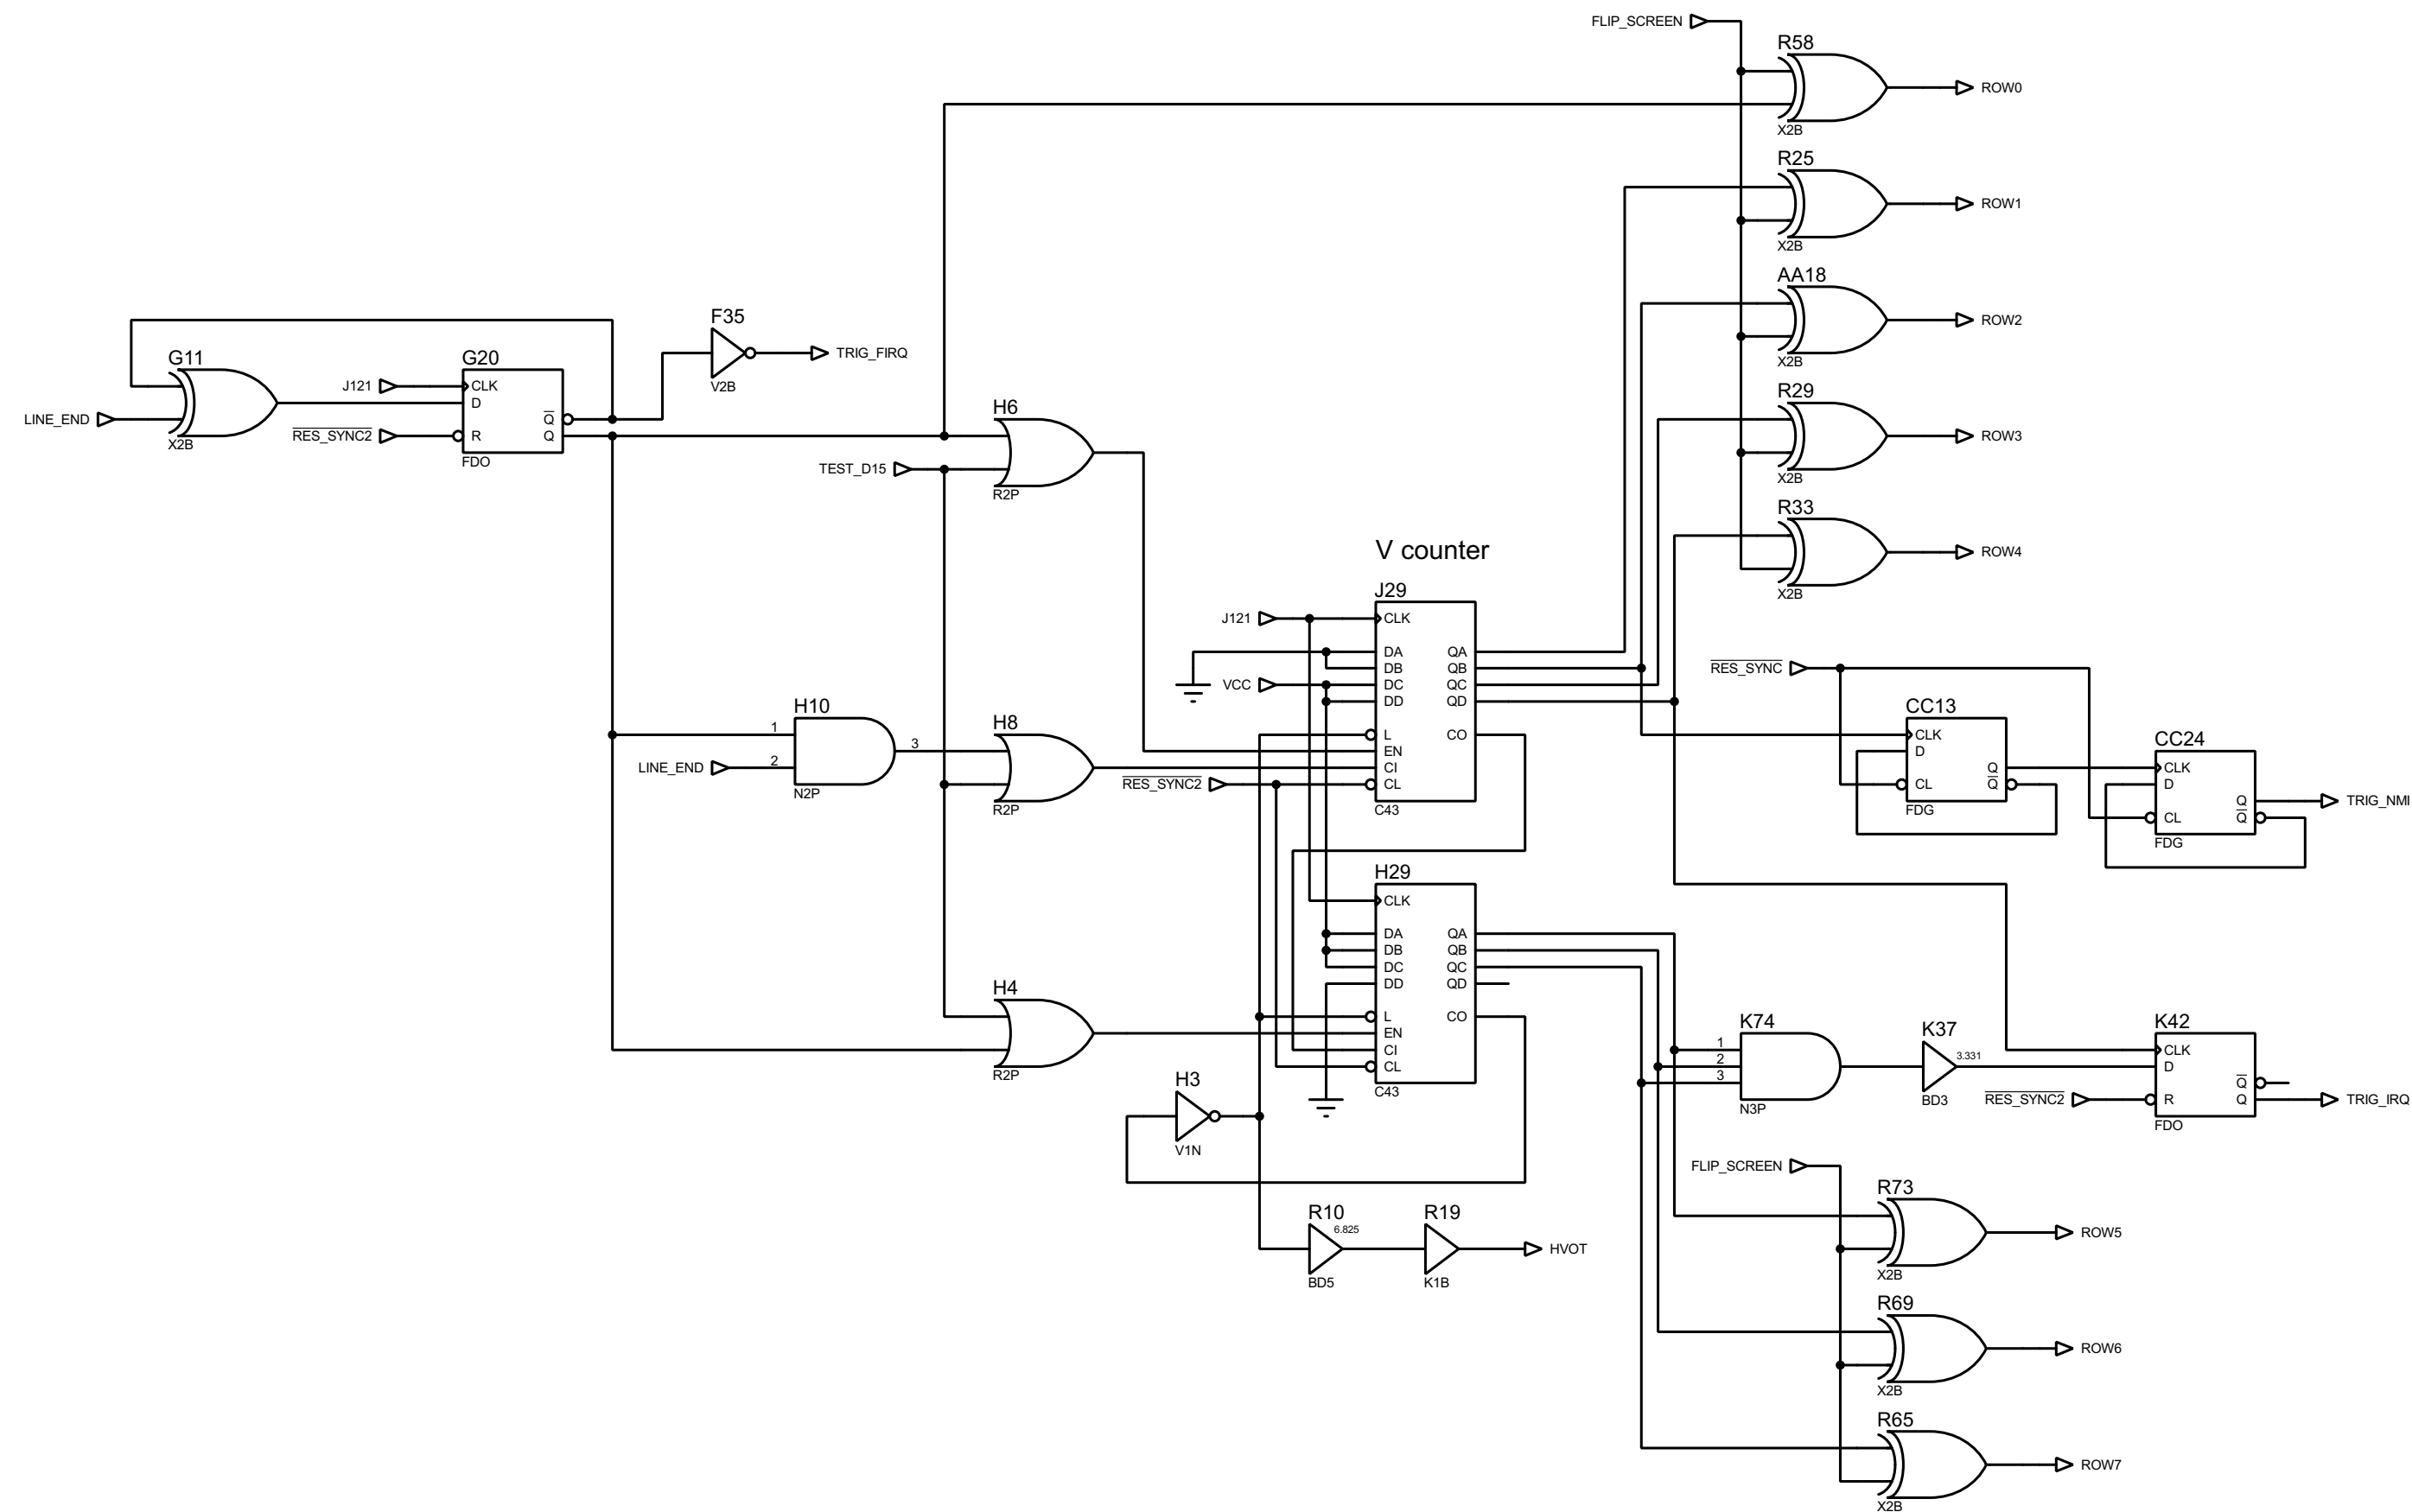 FLIP_SCREEN
R58
ROW0
X2B
R25
ROW1
X2B
AA18
ROW2
X2B
R29
ROW3
X2B
R33
ROW4
X2B
G11
LINE_END
X2B
G20
J121
CLK
D
RES_SYNC2
R
Q
Q
FDO
F35
TRIG_FIRQ
V2B
H6
TEST_D15
R2P
H10
1
LINE_END
2
3
N2P
H8
R2P
H4
R2P
V counter
J29
J121
CLK
DA QA
DB QB
VCC
DC QC
DD QD
L CO
EN
CI
RES_SYNC2
CL
C43
H29
CLK
DA QA
DB QB
DC QC
DD QD
L CO
EN
CI
CL
C43
H3
V1N
R10
6.825
BD5
R19
K1B
HVOT
RES_SYNC
CC13
CLK
D
Q
CL Q
FDG
CC24
CLK
D
Q
CL Q
FDG
TRIG_NMI
K74
1
2
3
N3P
K37
3.331
BD3
K42
CLK
D
Q
RES_SYNC2
R Q
FDO
TRIG_IRQ
FLIP_SCREEN
R73
ROW5
X2B
R69
ROW6
X2B
R65
ROW7
X2B